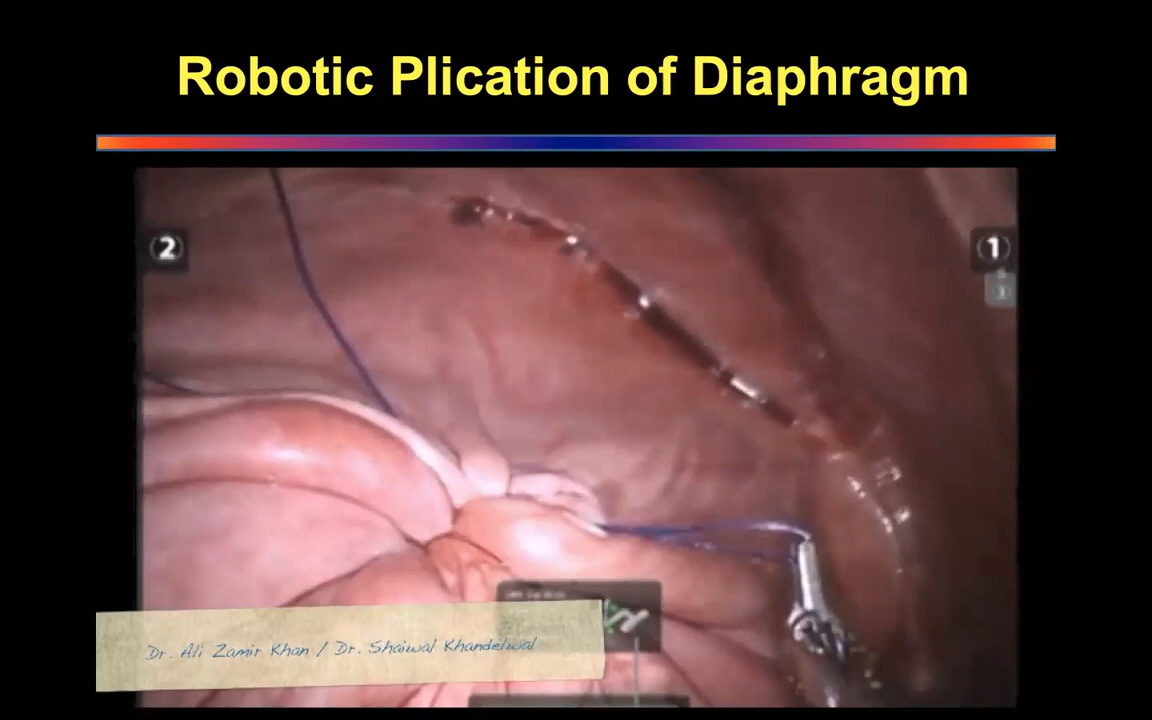 Robotic Plication of Diaphragm
2
1
Dr. Ali Zamir Khan / Dr. Shaiwal Khandelwal